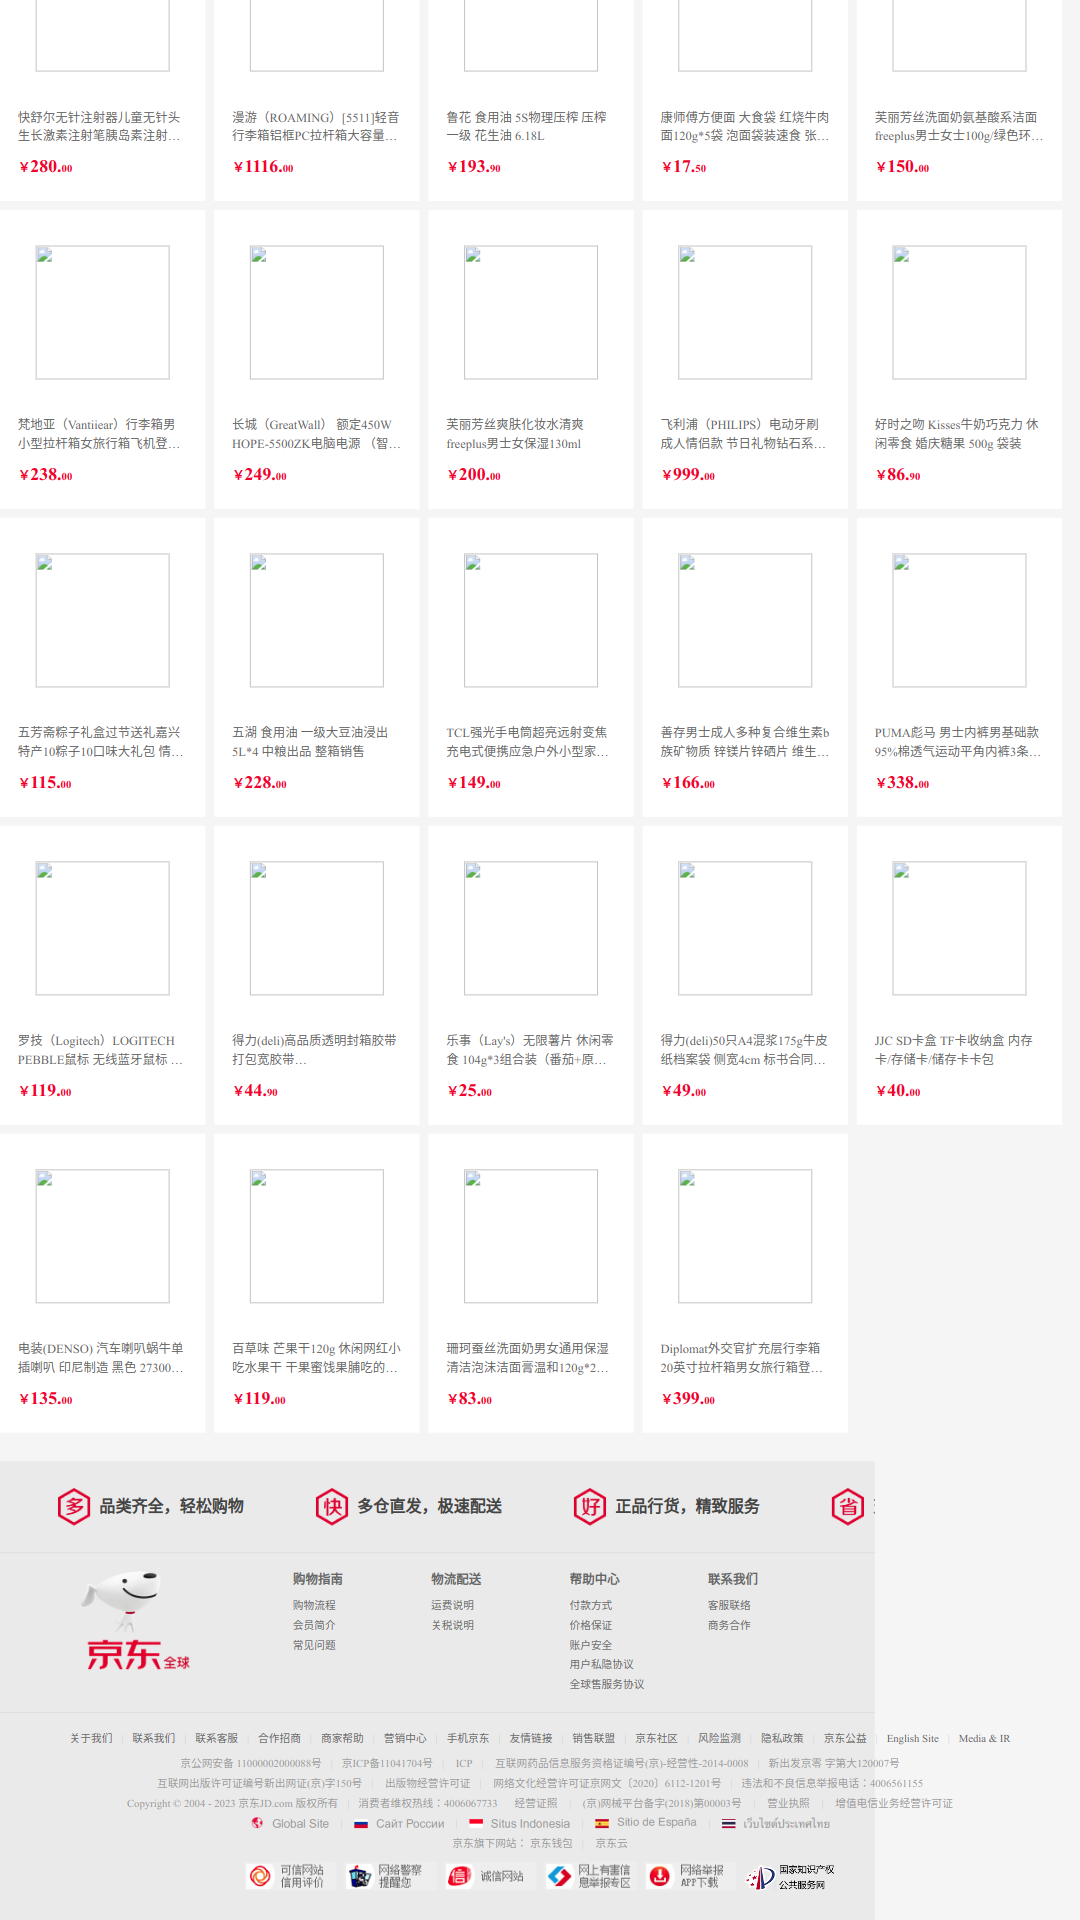 快舒尔无针注射器儿童无针头
生长激素注射笔胰岛素注射…
￥280.00
漫游（ROAMING）[5511]轻音
行李箱铝框PC拉杆箱大容量…
￥1116.00
鲁花 食用油 5S物理压榨 压榨
一级 花生油 6.18L
￥193.90
康师傅方便面 大食袋 红烧牛肉
面120g*5袋 泡面袋装速食 张…
￥17.50
芙丽芳丝洗面奶氨基酸系洁面
freeplus男士女士100g/绿色环…
￥150.00
梵地亚（Vantiiear）行李箱男
小型拉杆箱女旅行箱飞机登…
￥238.00
长城（GreatWall） 额定450W
HOPE-5500ZK电脑电源 （智…
￥249.00
芙丽芳丝爽肤化妆水清爽
freeplus男士女保湿130ml
￥200.00
飞利浦（PHILIPS）电动牙刷
成人情侣款 节日礼物钻石系…
￥999.00
好时之吻 Kisses牛奶巧克力 休
闲零食 婚庆糖果 500g 袋装
￥86.90
五芳斋粽子礼盒过节送礼嘉兴
特产10粽子10口味大礼包 情…
￥115.00
五湖 食用油 一级大豆油浸出
5L*4 中粮出品 整箱销售
￥228.00
TCL强光手电筒超亮远射变焦
充电式便携应急户外小型家…
￥149.00
善存男士成人多种复合维生素b
族矿物质 锌镁片锌硒片 维生…
￥166.00
PUMA彪马 男士内裤男基础款
95%棉透气运动平角内裤3条…
￥338.00
罗技（Logitech）LOGITECH
PEBBLE鼠标 无线蓝牙鼠标 …
￥119.00
得力(deli)高品质透明封箱胶带
打包宽胶带…
￥44.90
乐事（Lay's）无限薯片 休闲零
食 104g*3组合装（番茄+原…
￥25.00
得力(deli)50只A4混浆175g牛皮
纸档案袋 侧宽4cm 标书合同…
￥49.00
JJC SD卡盒 TF卡收纳盒 内存
卡/存储卡/储存卡卡包
￥40.00
电装(DENSO) 汽车喇叭蜗牛单
插喇叭 印尼制造 黑色 27300…
￥135.00
百草味 芒果干120g 休闲网红小
吃水果干 干果蜜饯果脯吃的…
￥119.00
珊珂蚕丝洗面奶男女通用保湿
清洁泡沫洁面膏温和120g*2…
￥83.00
Diplomat外交官扩充层行李箱
20英寸拉杆箱男女旅行箱登…
￥399.00
多 品类齐全，轻松购物
快 多仓直发，极速配送
好 正品行货，精致服务
省
京东全球
购物指南
购物流程
会员简介
常见问题
物流配送
运费说明
关税说明
帮助中心
付款方式
价格保证
账户安全
用户私隐协议
全球售服务协议
联系我们
客服联络
商务合作
关于我们 | 联系我们 | 联系客服 | 合作招商 | 商家帮助 | 营销中心 | 手机京东 | 友情链接 | 销售联盟 | 京东社区 | 风险监测 | 隐私政策 | 京东公益 | English Site | Media & IR
京公网安备 11000002000088号 | 京ICP备11041704号 | ICP | 互联网药品信息服务资格证编号(京)-经营性-2014-0008 | 新出发京零 字第大120007号
互联网出版许可证编号新出网证(京)字150号 | 出版物经营许可证 | 网络文化经营许可证京网文〔2020〕6112-1201号 | 违法和不良信息举报电话：4006561155
Copyright © 2004 - 2023 京东JD.com 版权所有 | 消费者维权热线：4006067733 经营证照 | (京)网械平台备字(2018)第00003号 | 营业执照 | 增值电信业务经营许可证
Global Site | Сайт России | Situs Indonesia | Sitio de España | เว็บไซต์ประเทศไทย
京东旗下网站： 京东钱包 | 京东云
可信网站
信用评价
网络警察
提醒您
信 诚信网站
网上有害信
息举报专区
网络举报
APP下载
国家知识产权
公共服务网